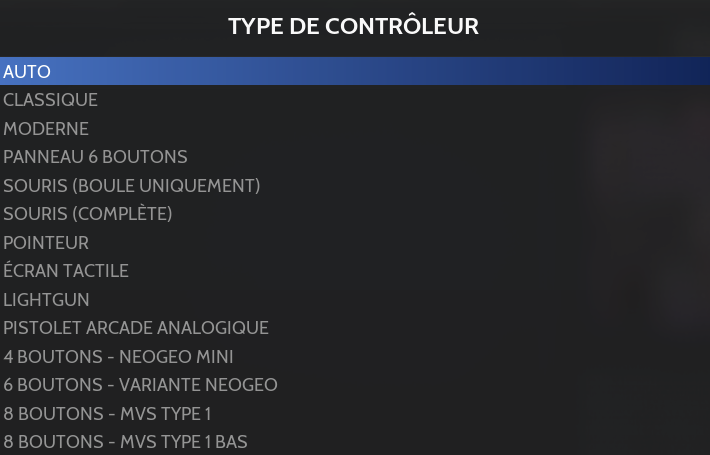 TYPE DE CONTRÔLEUR
AUTO
CLASSIQUE
MODERNE
PANNEAU 6 BOUTONS
SOURIS (BOULE UNIQUEMENT)
SOURIS (COMPLÈTE)
POINTEUR
ÉCRAN TACTILE
LIGHTGUN
PISTOLET ARCADE ANALOGIQUE
4 BOUTONS - NEOGEO MINI
6 BOUTONS - VARIANTE NEOGEO
8 BOUTONS - MVS TYPE 1
8 BOUTONS - MVS TYPE 1 BAS